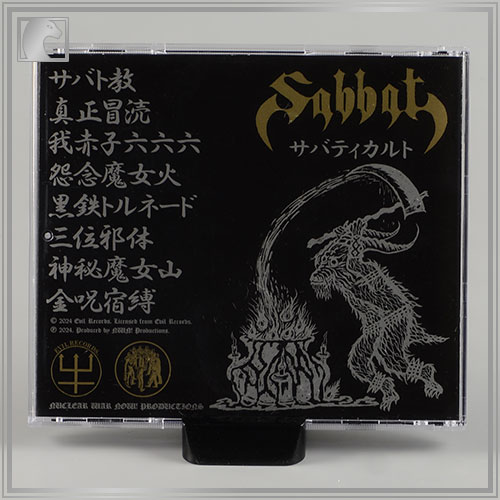 Sabbat
サバティカルト
サバト教
真正冒涜
我赤子六六六
怨念魔女火
黒鉄トルネード
三位邪体
神秘魔女山
金呪宿縛
© 2024 Evil Records. Licensed from Evil Records.
℗ 2024. Produced by NWN! Productions.
EVIL RECORDS
NUCLEAR WAR NOW PRODUCTIONS